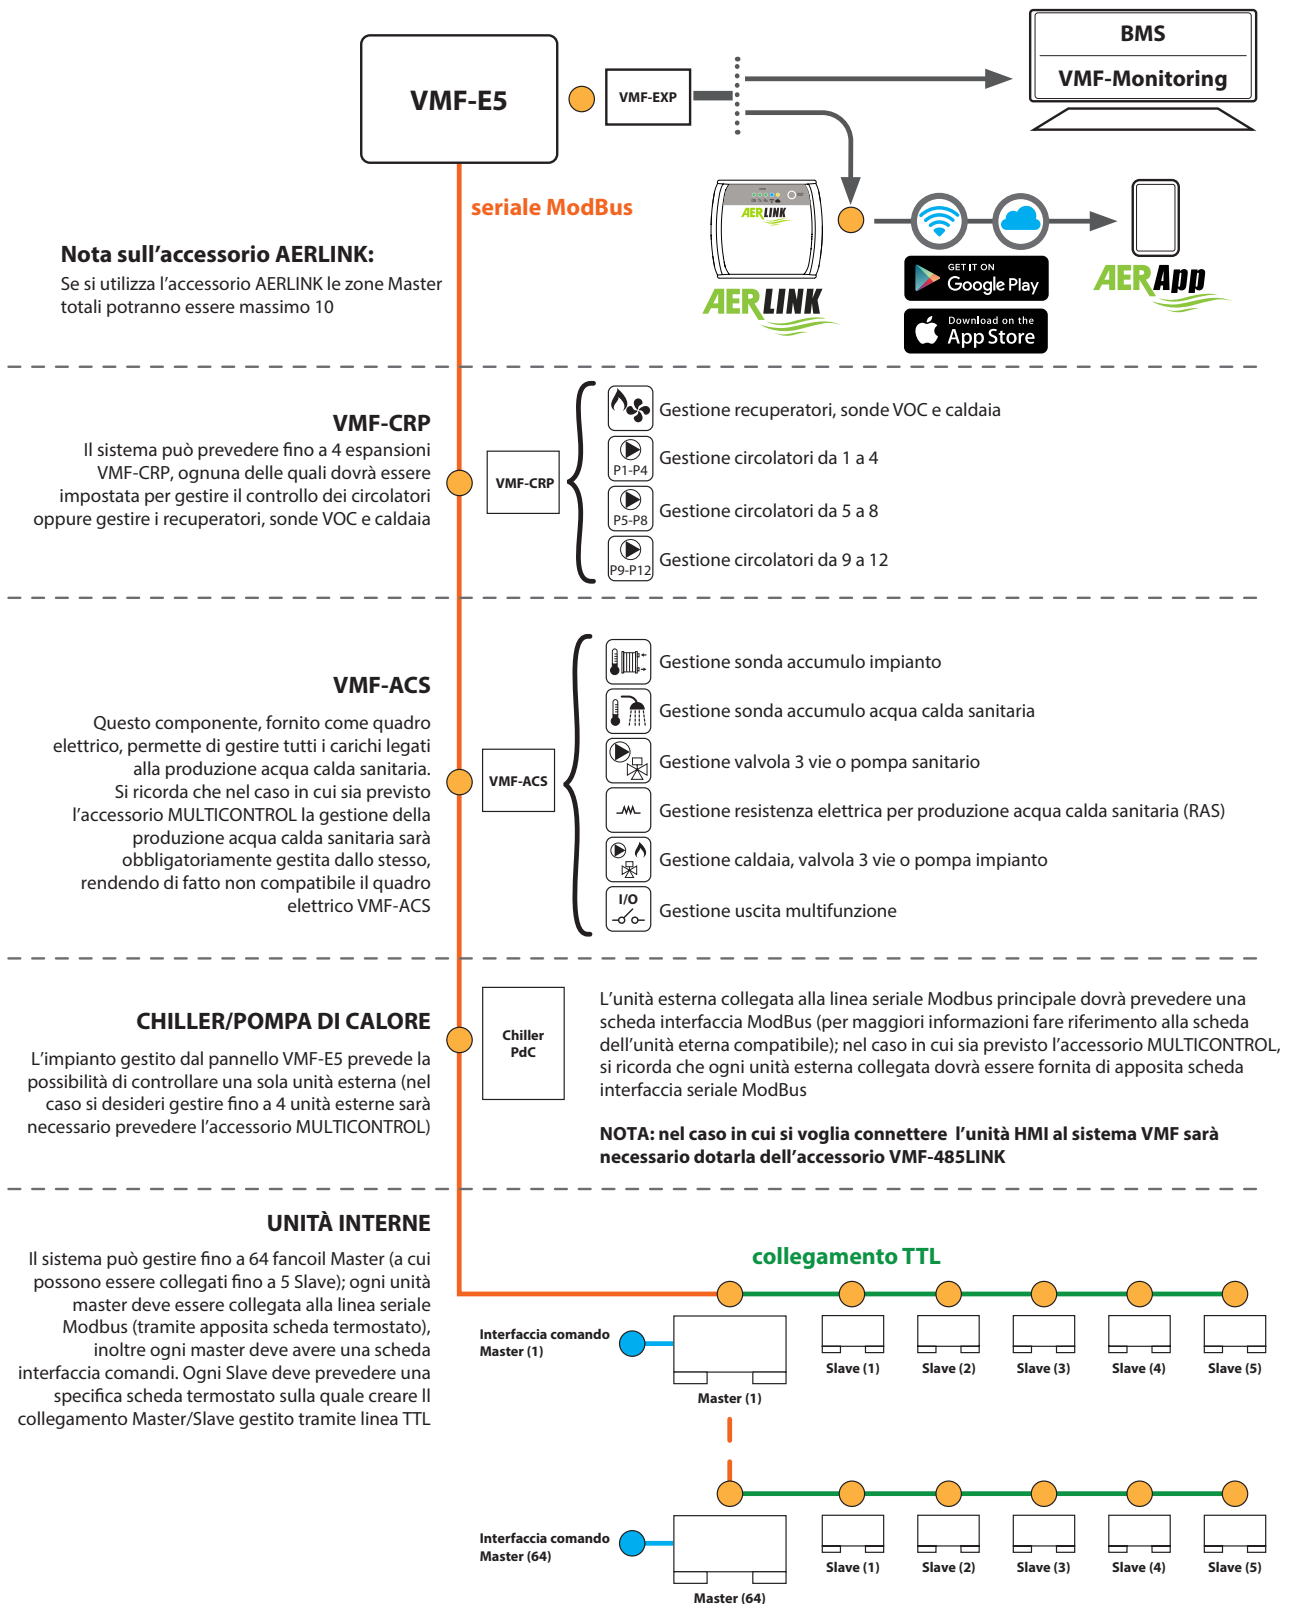 VMF-E5
VMF-EXP
BMS
VMF-Monitoring
seriale ModBus
AERLINK
AERLINK
GET IT ON
Google Play
Download on the
App Store
AERApp
Nota sull’accessorio AERLINK:
Se si utilizza l’accessorio AERLINK le zone Master
totali potranno essere massimo 10
VMF-CRP
Il sistema può prevedere fino a 4 espansioni
VMF-CRP, ognuna delle quali dovrà essere
impostata per gestire il controllo dei circolatori
oppure gestire i recuperatori, sonde VOC e caldaia
VMF-CRP
Gestione recuperatori, sonde VOC e caldaia
P1-P4
Gestione circolatori da 1 a 4
P5-P8
Gestione circolatori da 5 a 8
P9-P12
Gestione circolatori da 9 a 12
VMF-ACS
Questo componente, fornito come quadro
elettrico, permette di gestire tutti i carichi legati
alla produzione acqua calda sanitaria.
Si ricorda che nel caso in cui sia previsto
l’accessorio MULTICONTROL la gestione della
produzione acqua calda sanitaria sarà
obbligatoriamente gestita dallo stesso,
rendendo di fatto non compatibile il quadro
elettrico VMF-ACS
VMF-ACS
Gestione sonda accumulo impianto
Gestione sonda accumulo acqua calda sanitaria
Gestione valvola 3 vie o pompa sanitario
Gestione resistenza elettrica per produzione acqua calda sanitaria (RAS)
Gestione caldaia, valvola 3 vie o pompa impianto
I/O
Gestione uscita multifunzione
CHILLER/POMPA DI CALORE
L’impianto gestito dal pannello VMF-E5 prevede la
possibilità di controllare una sola unità esterna (nel
caso si desideri gestire fino a 4 unità esterne sarà
necessario prevedere l’accessorio MULTICONTROL)
Chiller
PdC
L’unità esterna collegata alla linea seriale Modbus principale dovrà prevedere una
scheda interfaccia ModBus (per maggiori informazioni fare riferimento alla scheda
dell’unità eterna compatibile); nel caso in cui sia previsto l’accessorio MULTICONTROL,
si ricorda che ogni unità esterna collegata dovrà essere fornita di apposita scheda
interfaccia seriale ModBus
NOTA: nel caso in cui si voglia connettere l’unità HMI al sistema VMF sarà
necessario dotarla dell’accessorio VMF-485LINK
UNITÀ INTERNE
Il sistema può gestire fino a 64 fancoil Master (a cui
possono essere collegati fino a 5 Slave); ogni unità
master deve essere collegata alla linea seriale
Modbus (tramite apposita scheda termostato),
inoltre ogni master deve avere una scheda
interfaccia comandi. Ogni Slave deve prevedere una
specifica scheda termostato sulla quale creare Il
collegamento Master/Slave gestito tramite linea TTL
collegamento TTL
Interfaccia comando
Master (1)
Master (1)
Slave (1)
Slave (2)
Slave (3)
Slave (4)
Slave (5)
Interfaccia comando
Master (64)
Master (64)
Slave (1)
Slave (2)
Slave (3)
Slave (4)
Slave (5)